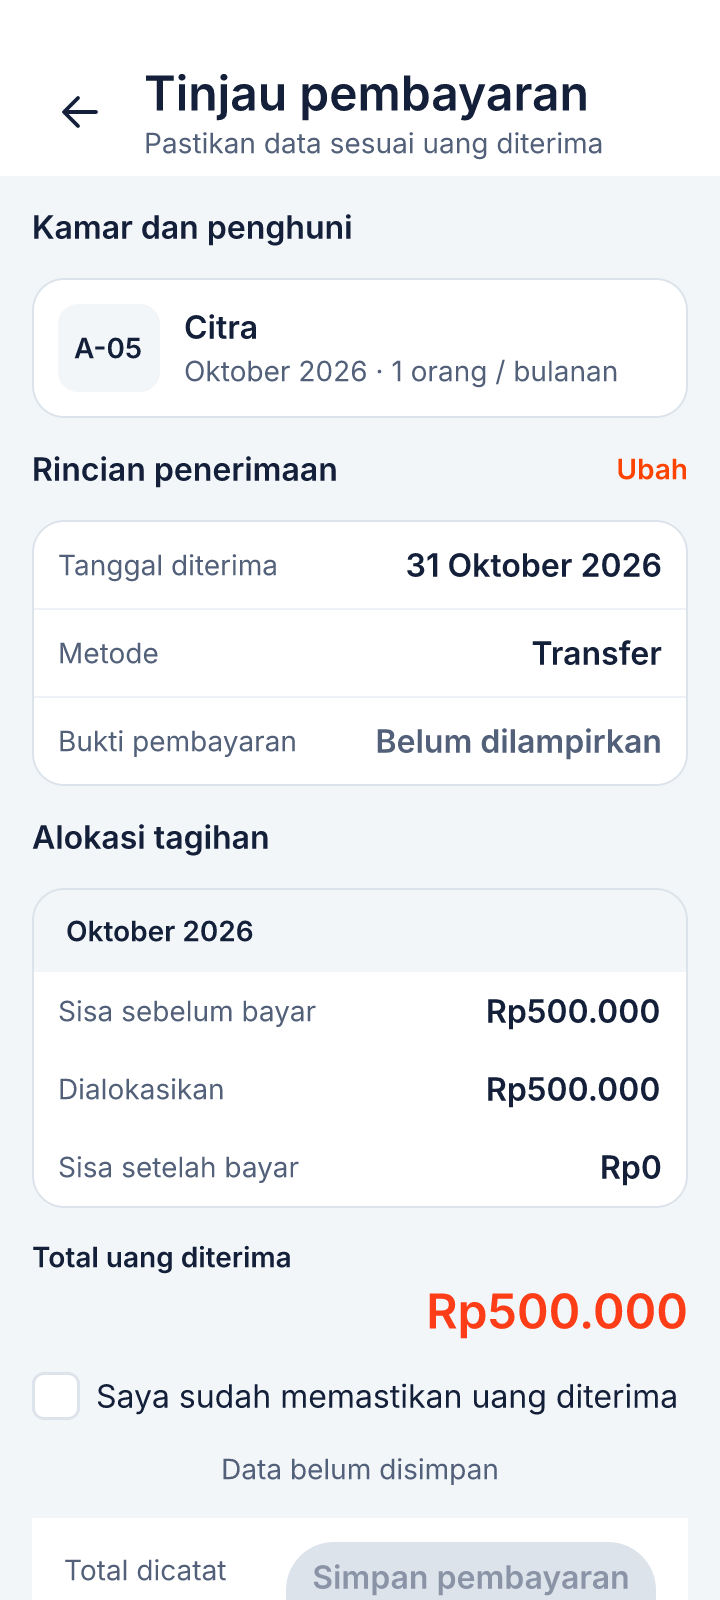 Tinjau pembayaran
Pastikan data sesuai uang diterima
Kamar dan penghuni
A-05
Citra
Oktober 2026 · 1 orang / bulanan
Rincian penerimaan
Ubah
Tanggal diterima
31 Oktober 2026
Metode
Transfer
Bukti pembayaran
Belum dilampirkan
Alokasi tagihan
Oktober 2026
Sisa sebelum bayar
Rp500.000
Dialokasikan
Rp500.000
Sisa setelah bayar
Rp0
Total uang diterima
Rp500.000
Saya sudah memastikan uang diterima
Data belum disimpan
Total dicatat
Simpan pembayaran